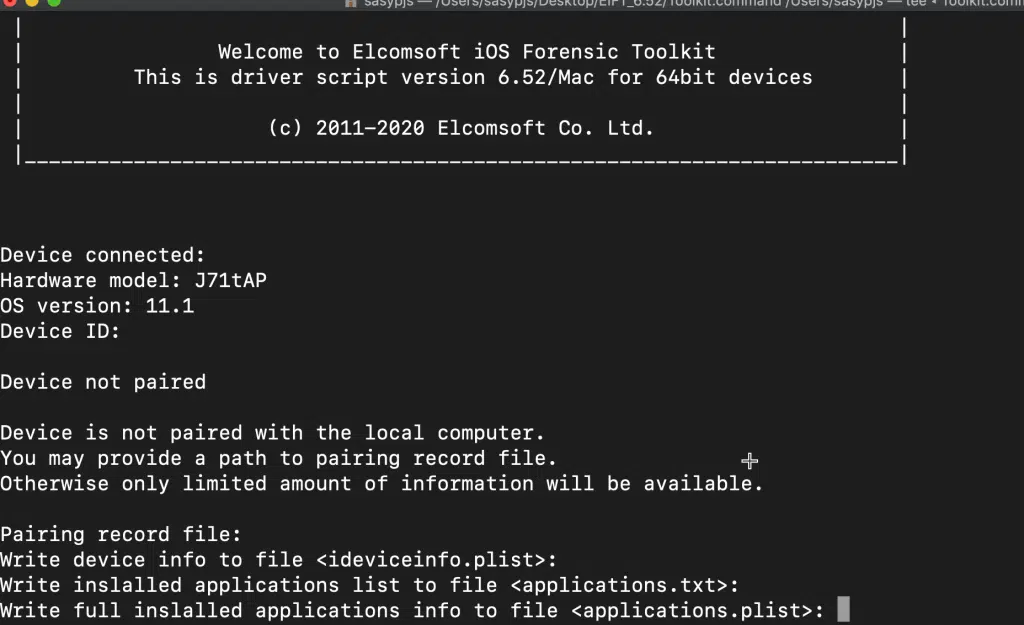 sasypjs — /Users/sasypjs/Desktop/EIFT_6.52/Toolkit.command /Users/sasypjs — tee
Welcome to Elcomsoft iOS Forensic Toolkit
This is driver script version 6.52/Mac for 64bit devices
(c) 2011-2020 Elcomsoft Co. Ltd.
Device connected:
Hardware model: J71tAP
OS version: 11.1
Device ID:
Device not paired
Device is not paired with the local computer.
You may provide a path to pairing record file.
Otherwise only limited amount of information will be available.
Pairing record file:
Write device info to file <ideviceinfo.plist>:
Write inslalled applications list to file <applications.txt>:
Write full inslalled applications info to file <applications.plist>: